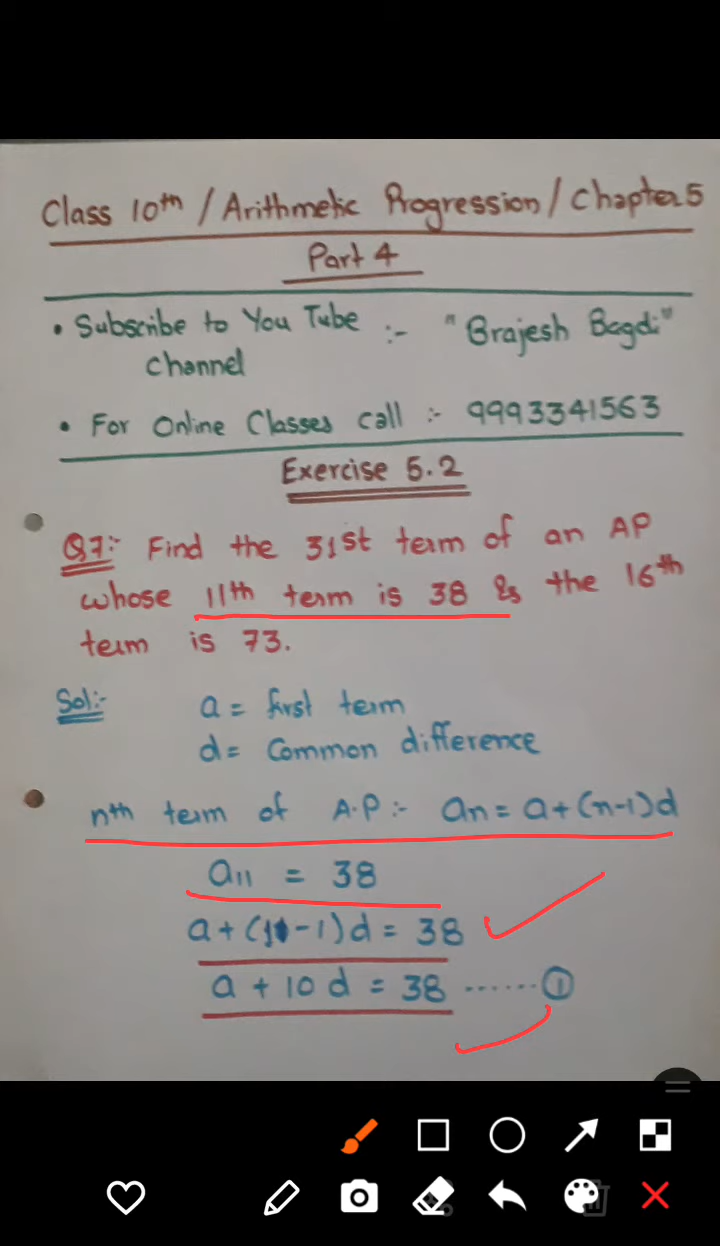 Class 10th / Arithmetic Progression / Chapter 5
Part 4
• Subscribe to You Tube :- "Brajesh Bagdi"
Channel
• For Online Classes call :- 9993341563
Exercise 5.2
Q7:- Find the 31st term of an AP
whose 11th term is 38 & the 16th
term is 73.
Sol:- a = first term
d = Common difference
nth term of A.P :- an = a + (n-1)d
a11 = 38
a + (11-1)d = 38
a + 10 d = 38 ...... ①